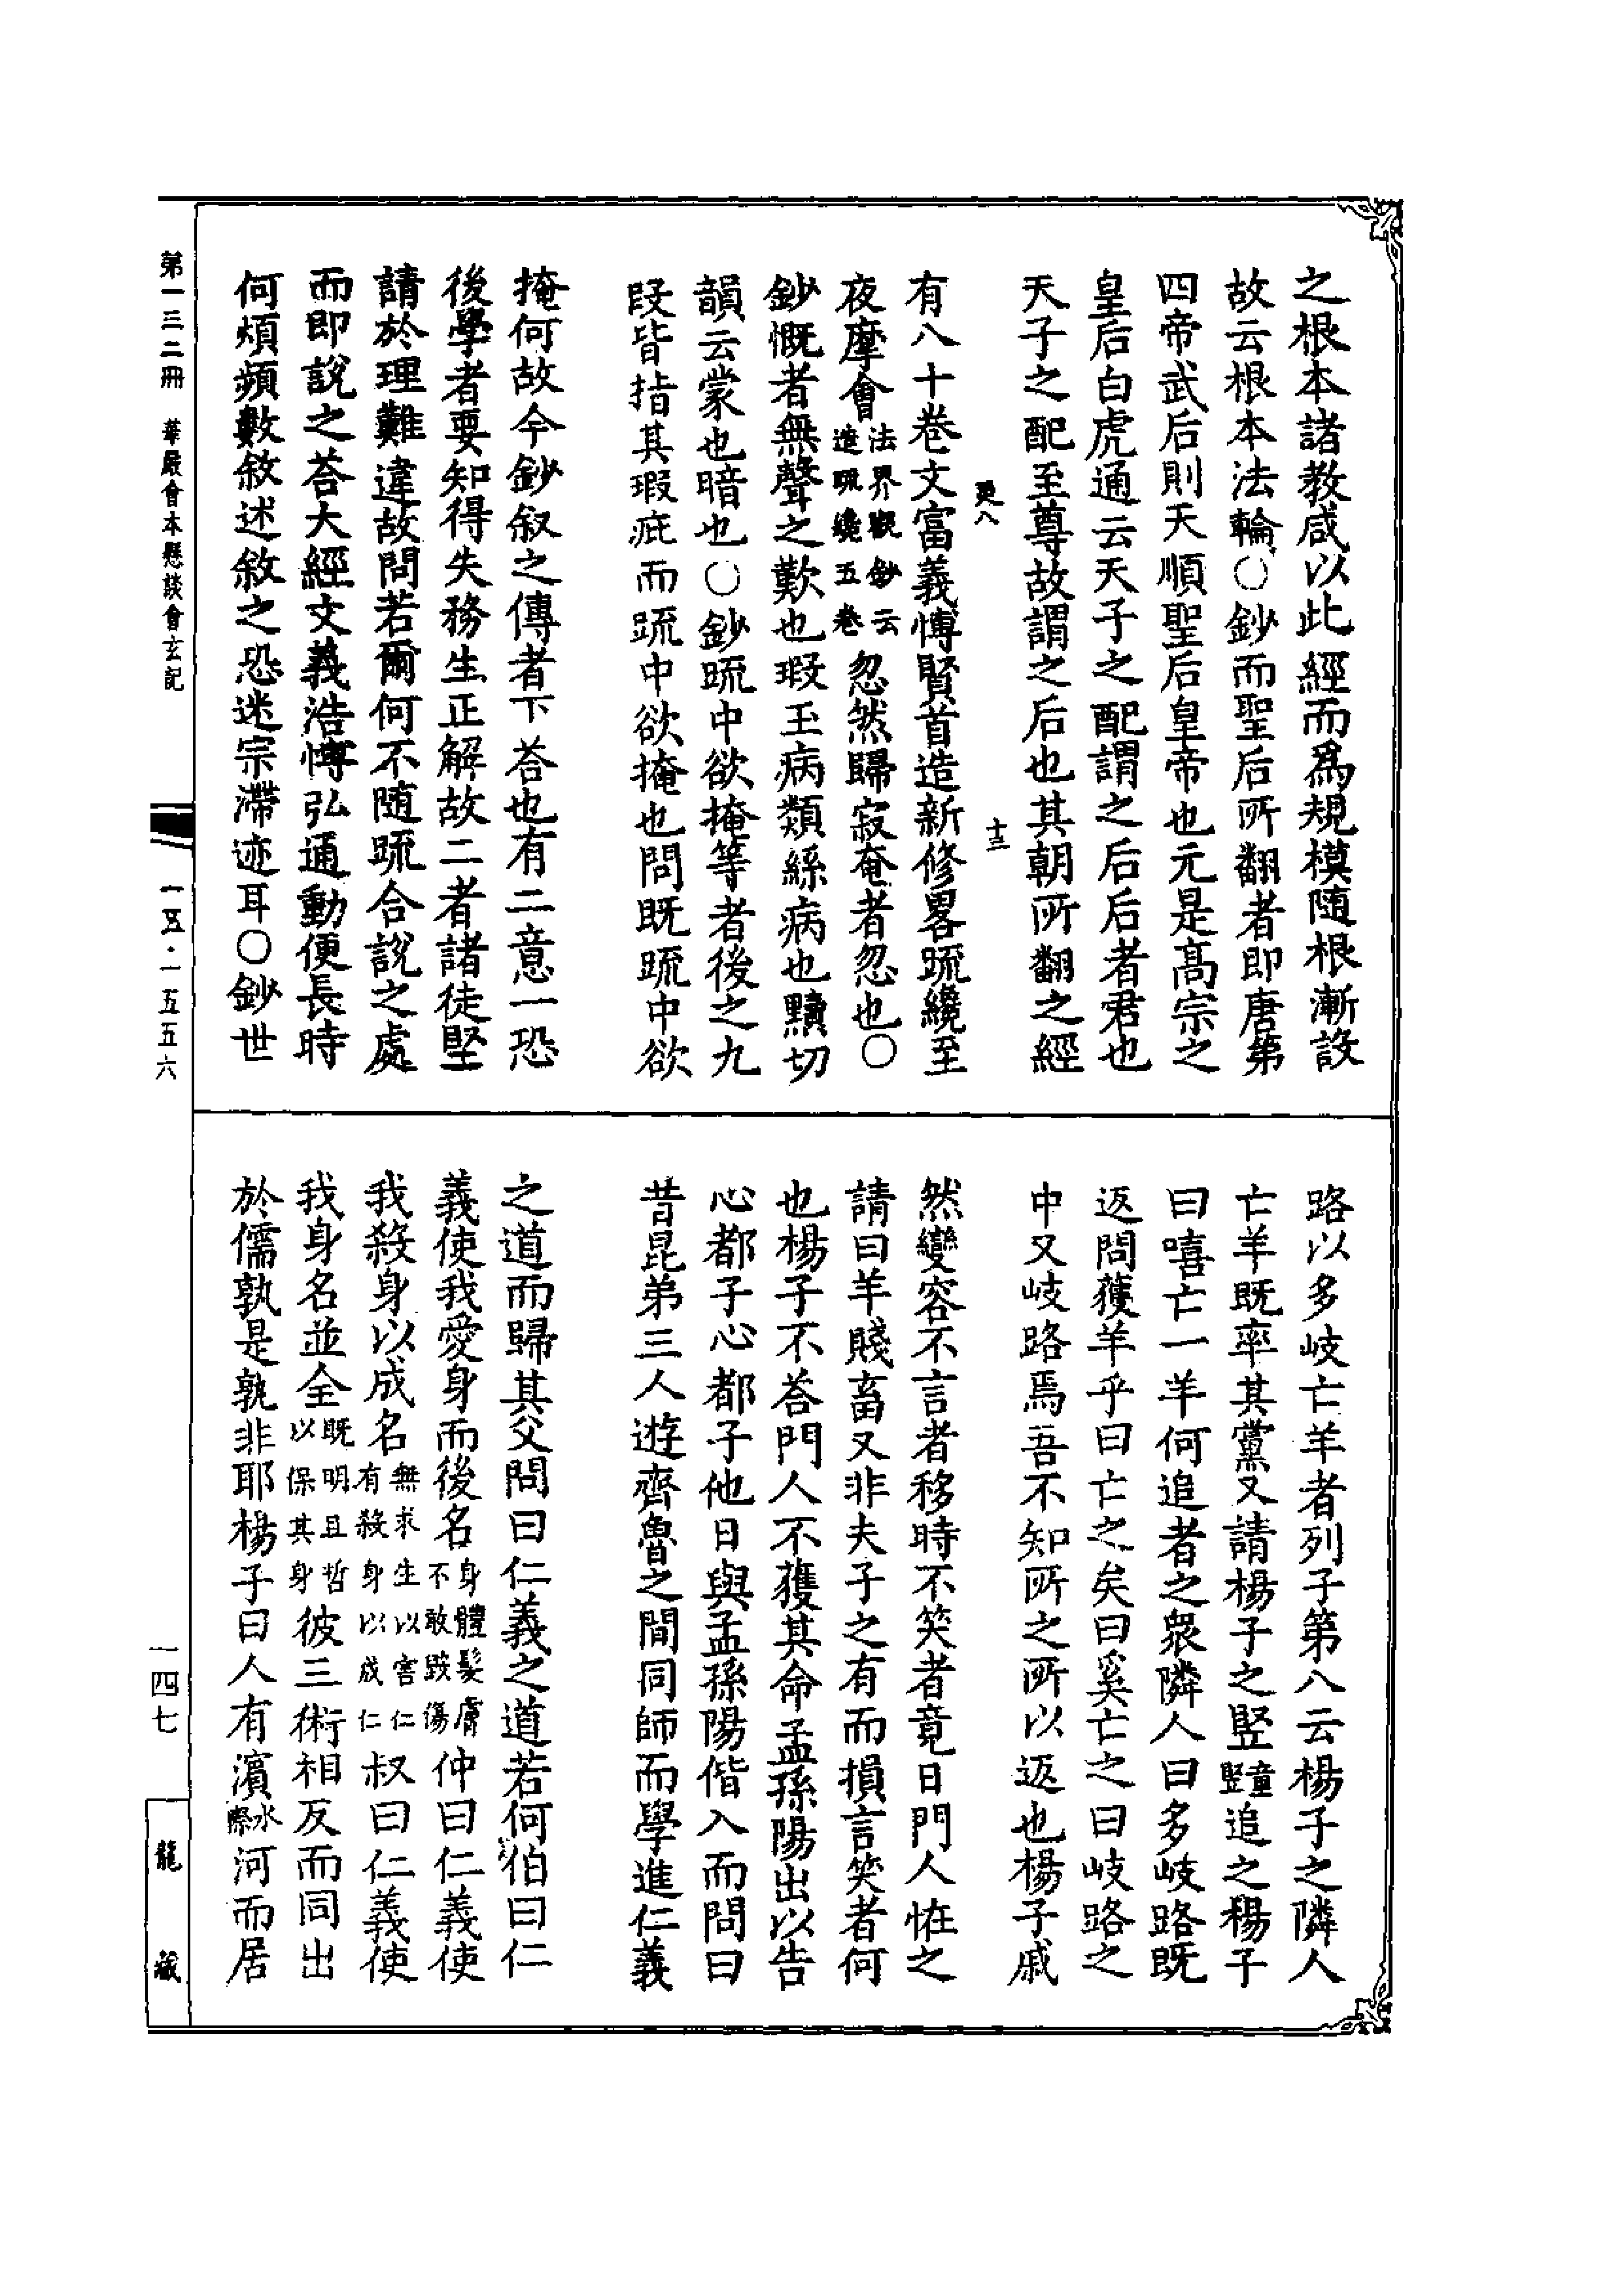 之根本諸教咸以此經而爲規模随根漸設
故云根本法輪○鈔而聖后所翻者即唐第
四帝武后則天順聖后皇帝也元是髙宗之
皇后白虎通云天子之配謂之后后者君也
天子之配至尊故謂之后也其朝所翻之經
更八
十三
有八十巻文富義愽賢首造新修畧䟽纔至
夜摩會法界觀鈔云造䟽纔五卷忽然歸寂奄者忽也○
鈔慨者無聲之歎也瑕玉病纇絲病也黷切
韻云蒙也暗也○鈔䟽中欲掩等者後之九
段皆指其瑕疵而䟽中欲掩也問既䟽中欲
掩何故今鈔叙之傳者下荅也有二意一恐
後學者要知得失務生正解故二者諸徒堅
請於理難違故問若爾何不随䟽合說之處
而即說之荅大經文義浩愽弘通動便長時
何煩頻數敘述敘之恐迷宗滯迹耳○鈔世
路以多岐亡羊者列子第八云楊子之隣人
亡羊既率其黨又請楊子之竪童竪追之楊子
曰嘻亡一羊何追者之衆隣人曰多岐路既
返問獲羊乎曰亡之矣曰奚亡之曰岐路之
中又岐路焉吾不知所之所以返也楊子戚
然變容不言者移時不笑者竟日門人恠之
請曰羊賤畜又非夫子之有而損言笑者何
也楊子不荅門人不獲其命孟孫陽出以告
心都子心都子他日與孟孫陽偕入而問曰
昔昆弟三人遊齊魯之間同師而學進仁義
之道而歸其父問曰仁義之道若何伯曰仁
義使我愛身而後名身體髮膚不敢毀傷仲曰仁義使
我殺身以成名無求生以害仁有殺身以成仁叔曰仁義使
我身名並全既明且哲以保其身彼三術相反而同出
於儒孰是孰非耶楊子曰人有濵水際河而居
第一三二冊　華嚴會本懸談會玄記
一五·一五五六
一四七
龍藏